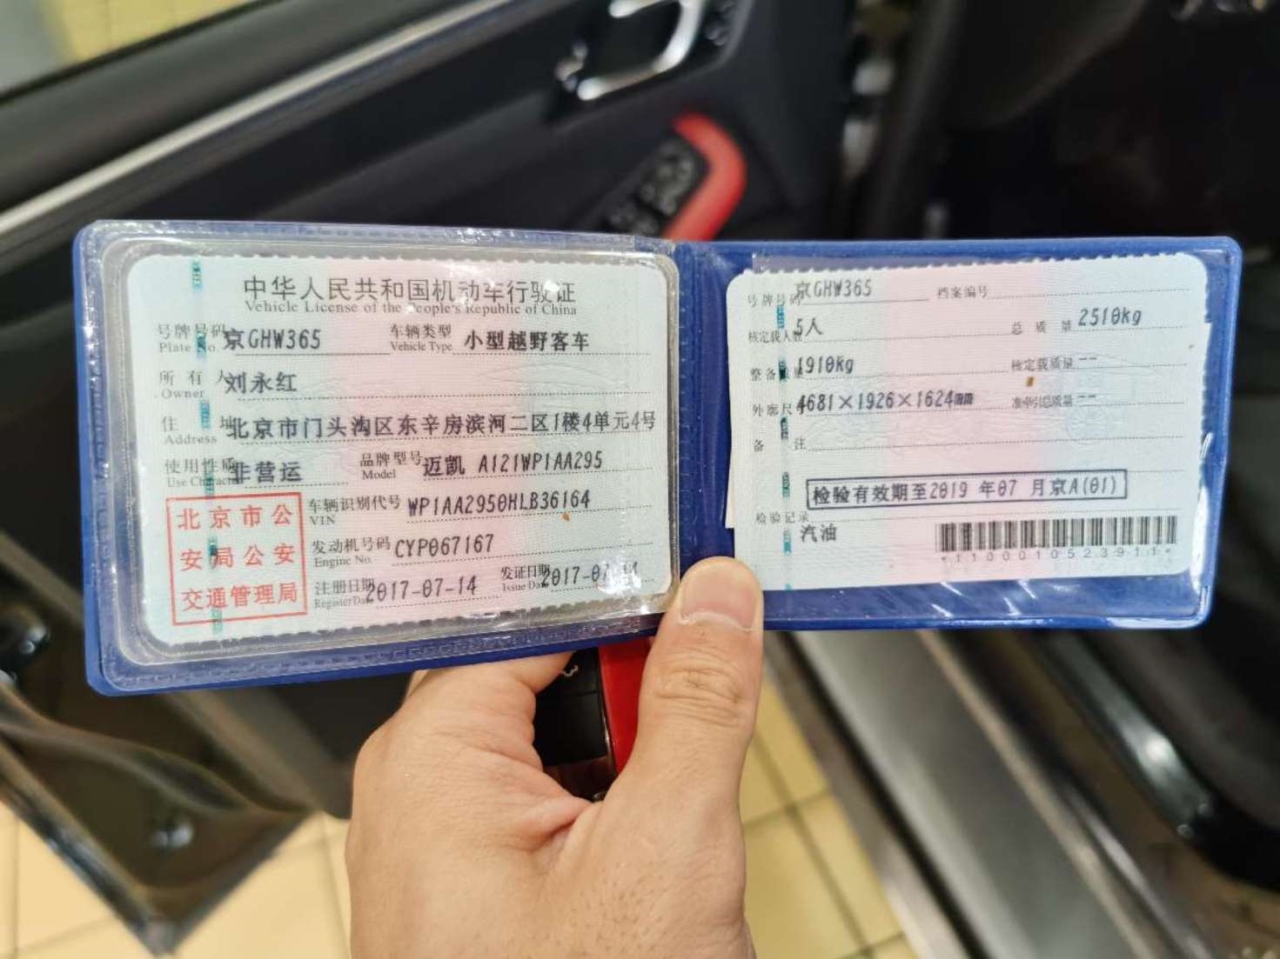 中华人民共和国机动车行驶证
Vehicle License of the People's Republic of China
号牌号码 京GHW365 车辆类型 小型越野客车
Plate No. Vehicle Type
所有人 刘永红
Owner
住址 北京市门头沟区东辛房滨河二区1楼4单元4号
Address
使用性质 非营运 品牌型号 迈凯 A121WP1AA295
Use Character Model
北京市公安局公安交通管理局
车辆识别代号 WP1AA2950HLB36164
VIN
发动机号码 CYP067167
Engine No.
注册日期 2017-07-14 发证日期 2017-07-14
Register Date Issue Date
号牌号码 京GHW365 档案编号
核定载人数 5人 总质量 2510kg
整备质量 1910kg 核定载质量 --
外廓尺寸 4681×1926×1624mm 准牵引总质量 --
备注
检验有效期至2019年07月京A(01)
检验记录
汽油
*1100010523911*